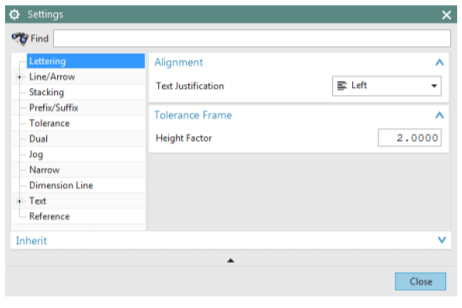 Settings
Find
Lettering
Line/Arrow
Stacking
Prefix/Suffix
Tolerance
Dual
Jog
Narrow
Dimension Line
Text
Reference
Alignment
Text Justification Left
Tolerance Frame
Height Factor 2.0000
Inherit
Close